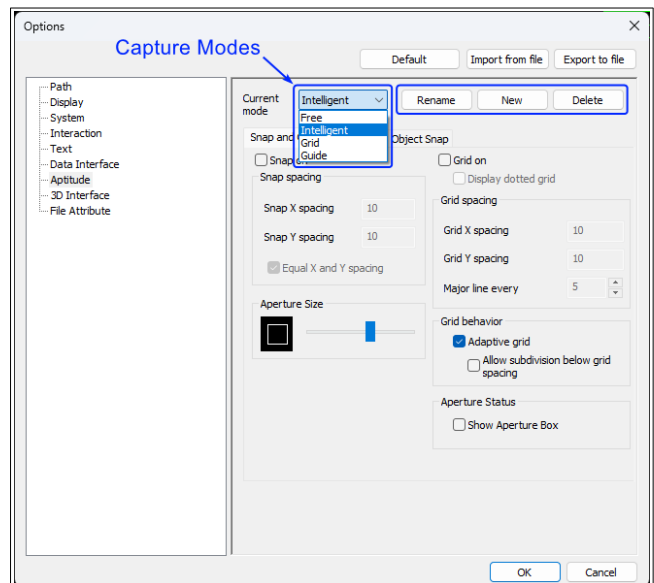 Options
Capture Modes
Default Import from file Export to file
Path
Display
System
Interaction
Text
Data Interface
Aptitude
3D Interface
File Attribute
Current mode Intelligent Rename New Delete
Free
Intelligent
Grid
Guide
Snap and Object Snap
Snap on Grid on
Display dotted grid
Snap spacing
Snap X spacing 10
Snap Y spacing 10
Equal X and Y spacing
Grid spacing
Grid X spacing 10
Grid Y spacing 10
Major line every 5
Aperture Size
Grid behavior
Adaptive grid
Allow subdivision below grid
spacing
Aperture Status
Show Aperture Box
OK Cancel